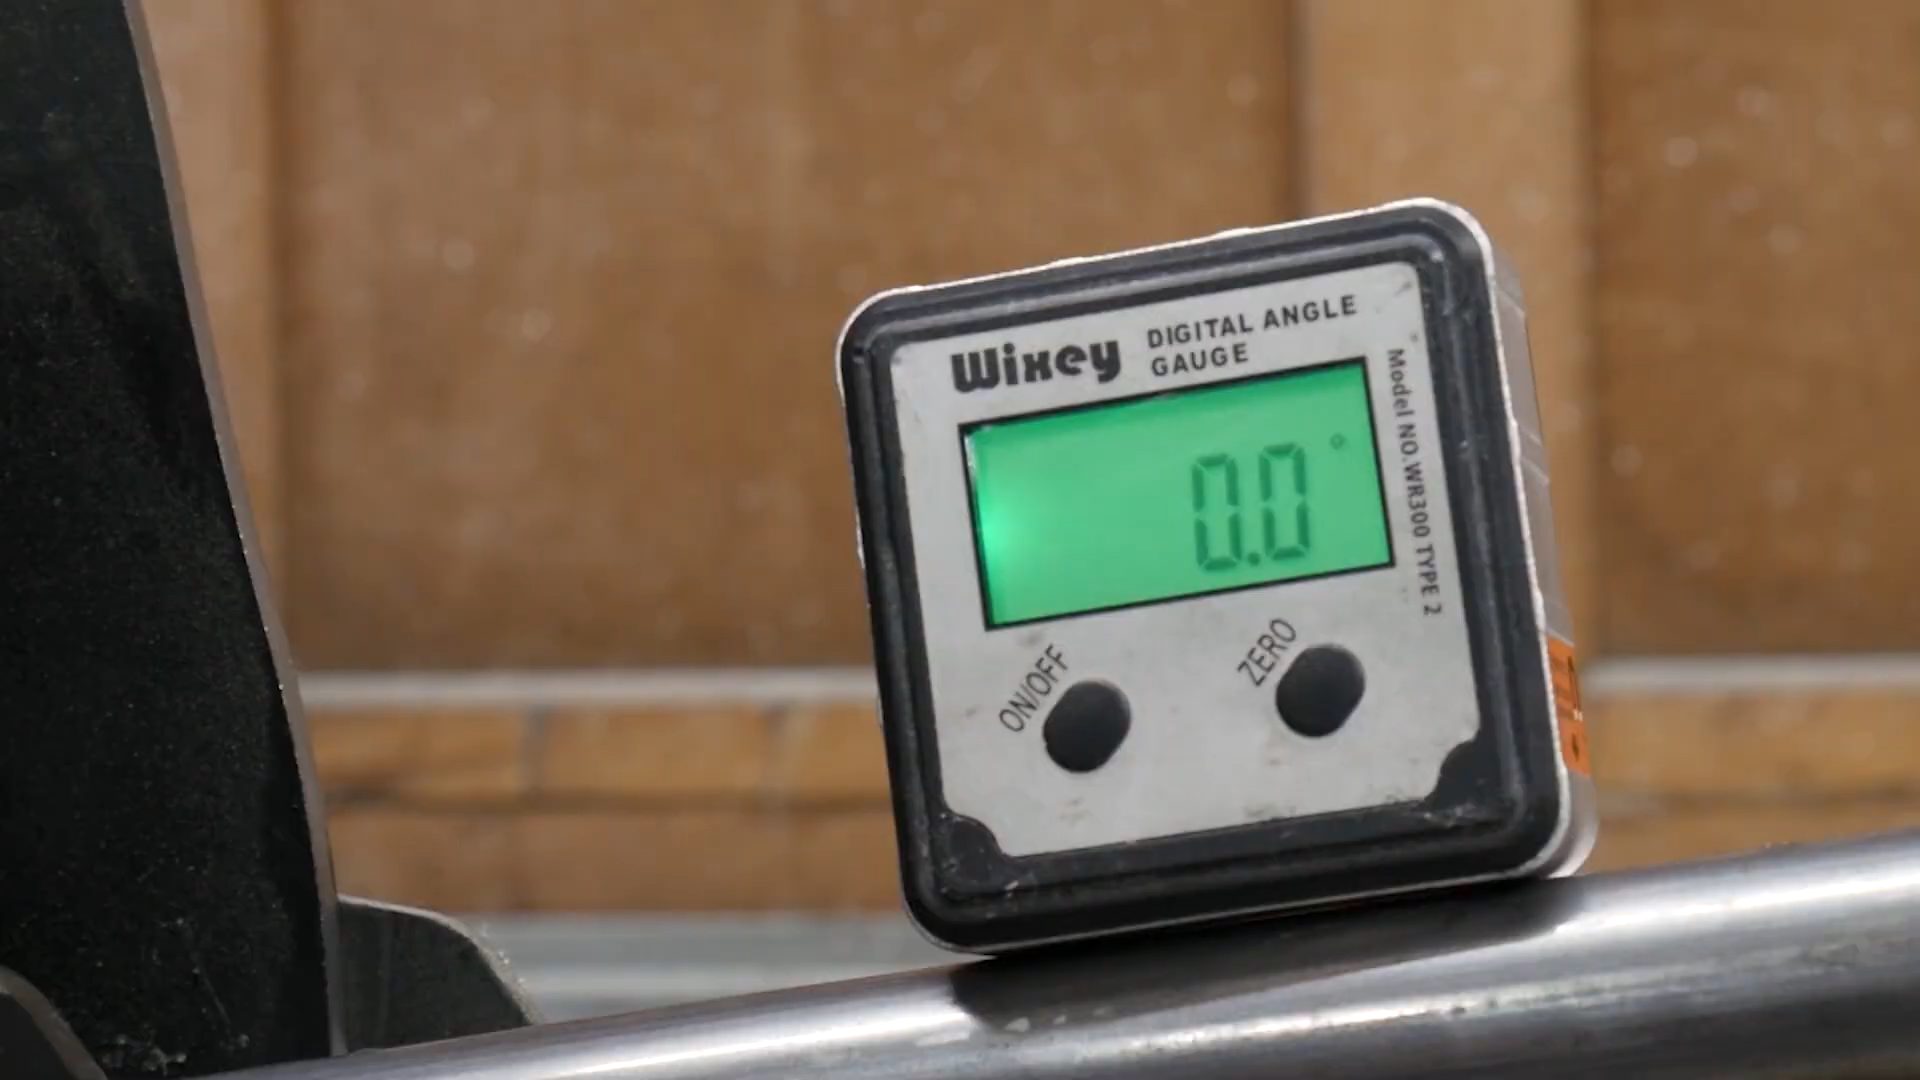 Wixey
DIGITAL ANGLE
GAUGE
0.0°
Model NO.WR300 TYPE 2
ON/OFF
ZERO